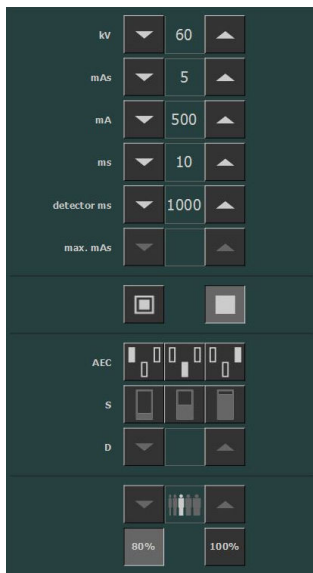 kV 60
mAs 5
mA 500
ms 10
detector ms 1000
max. mAs
AEC
S
D
80% 100%